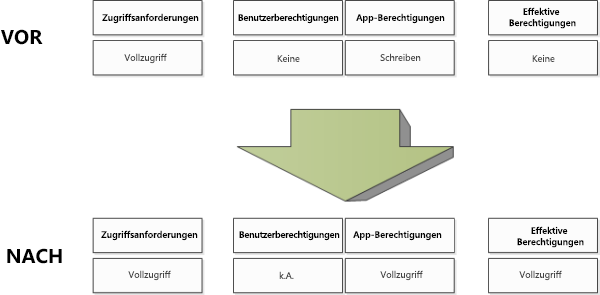 Zugriffsanforderungen Benutzerberechtigungen App-Berechtigungen Effektive Berechtigungen
VOR
Vollzugriff Keine Schreiben Keine
Zugriffsanforderungen Benutzerberechtigungen App-Berechtigungen Effektive Berechtigungen
NACH
Vollzugriff k.A. Vollzugriff Vollzugriff